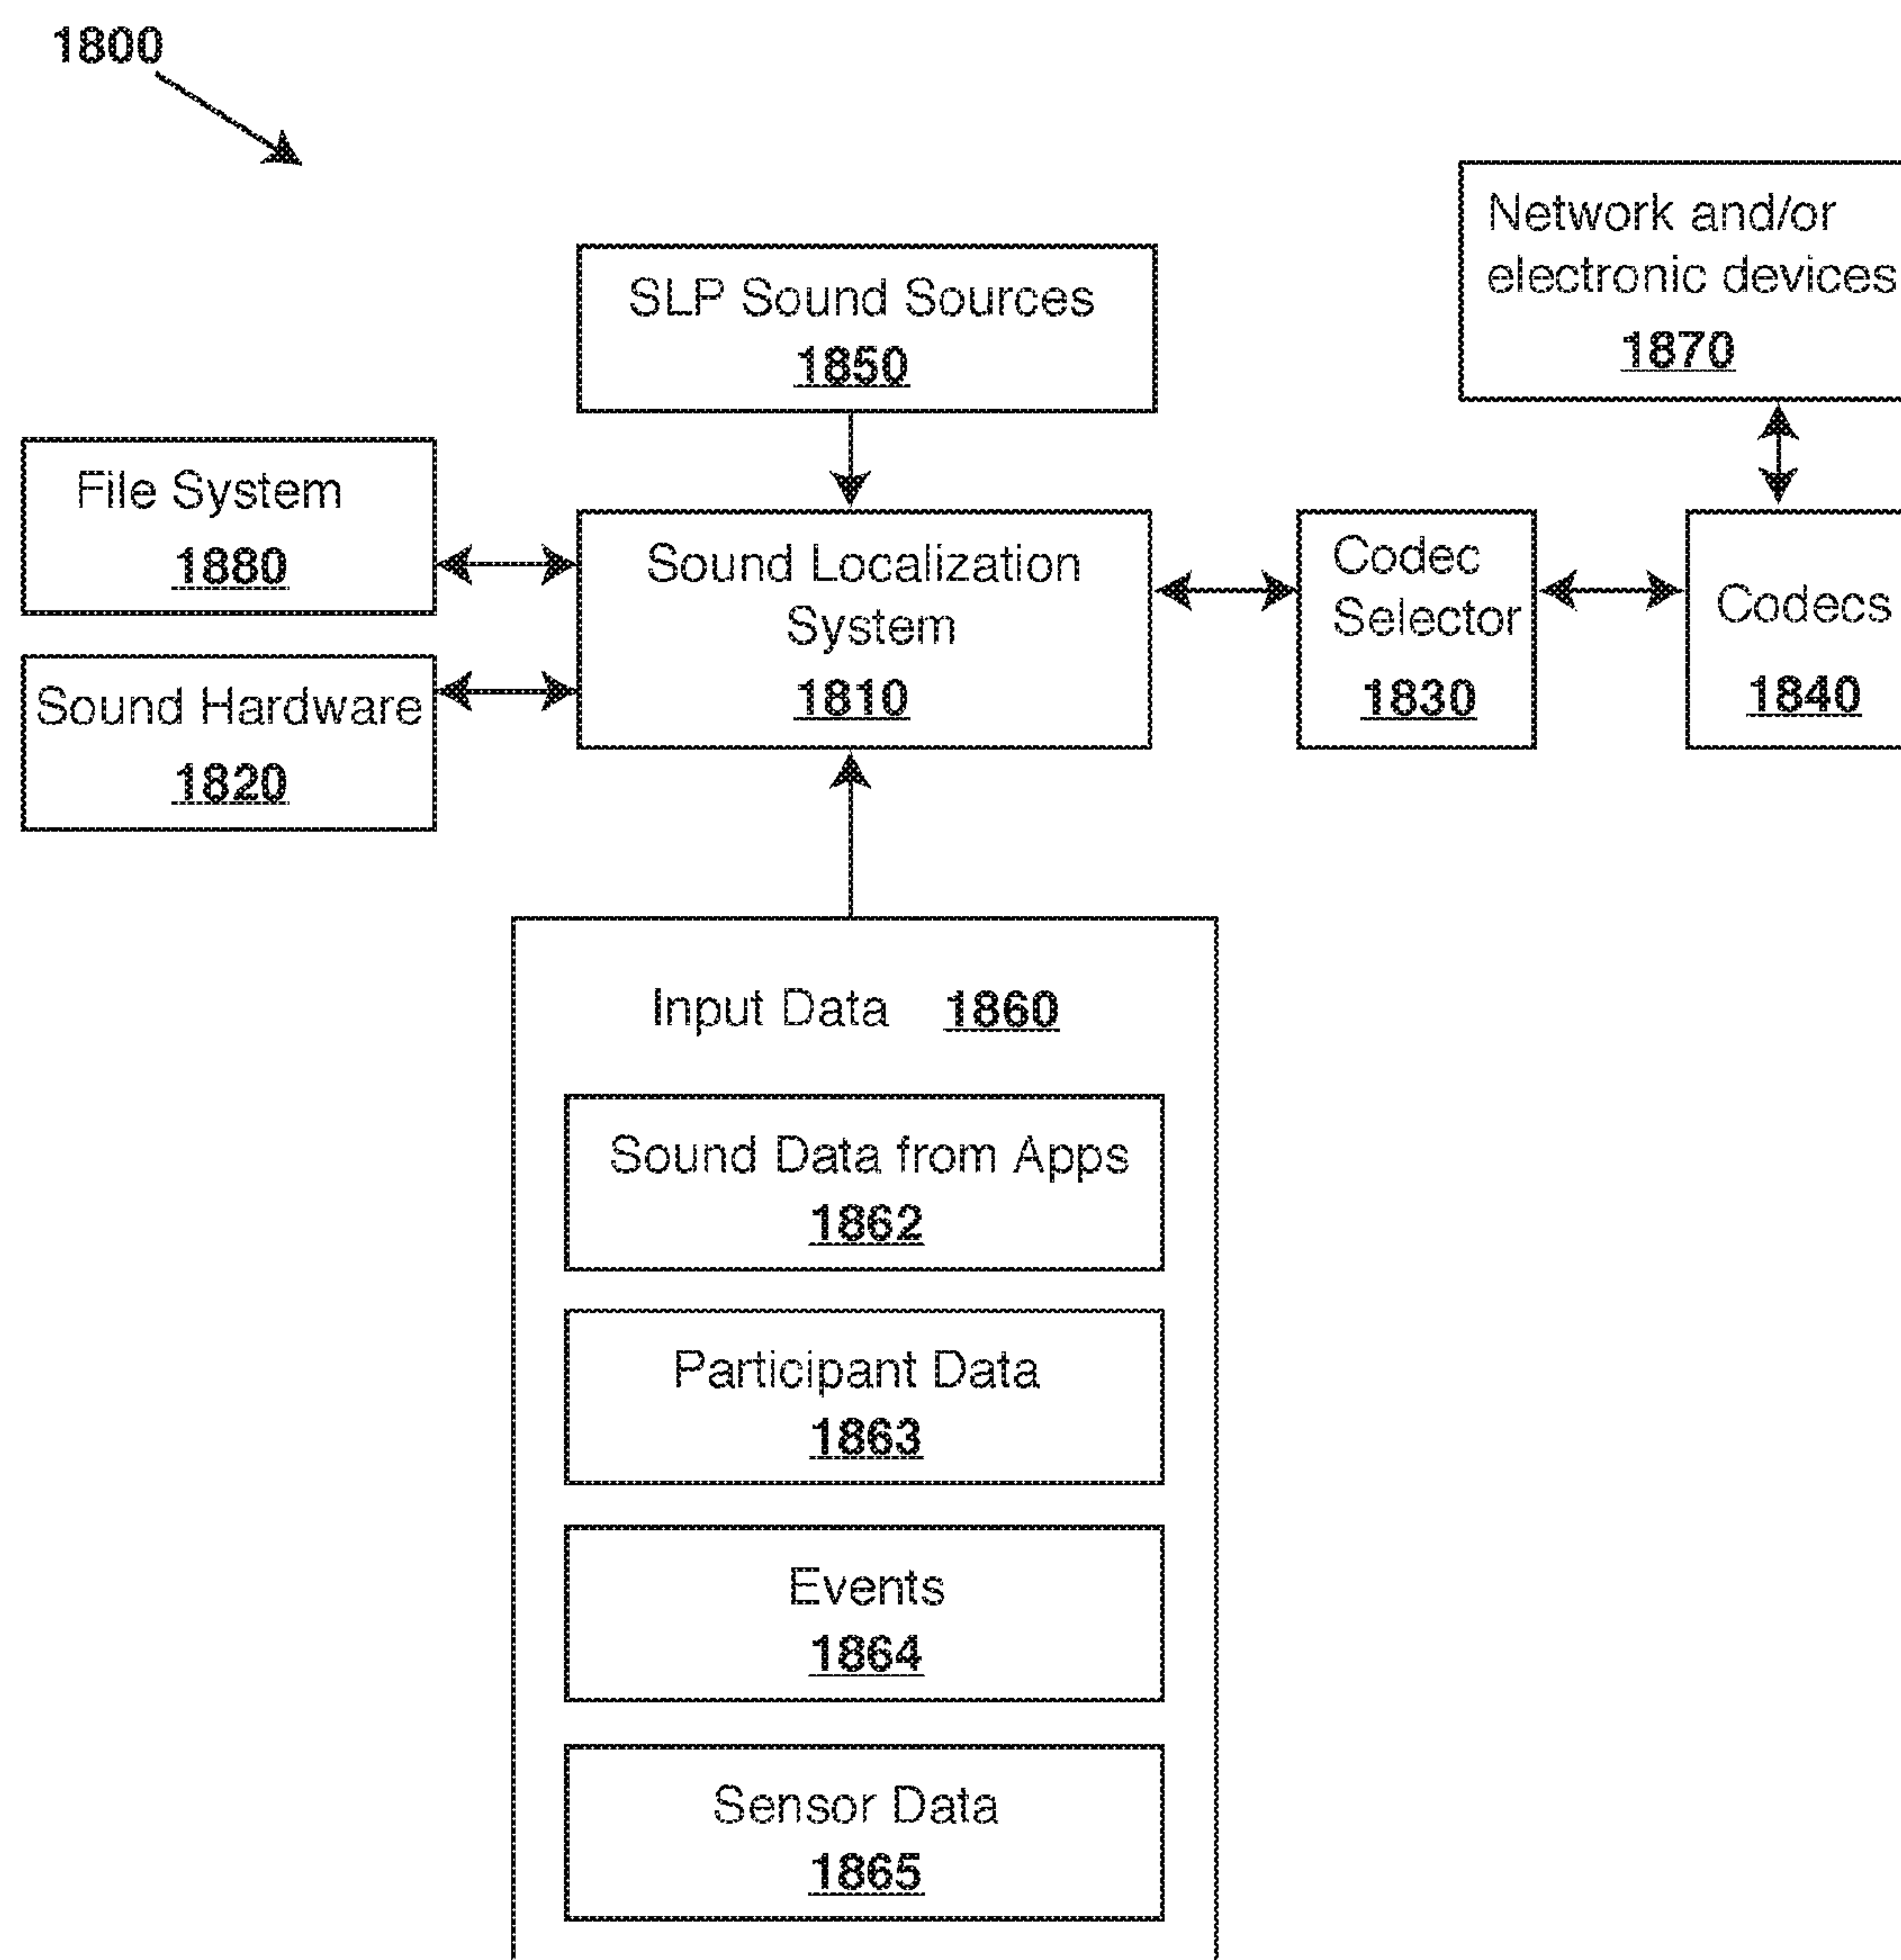 1800
Network and/or
electronic devices
1870
SLP Sound Sources
1850
File System
1880
Sound Localization
System
1810
Codec
Selector
1830
Codecs
1840
Sound Hardware
1820
Input Data 1860
Sound Data from Apps
1862
Participant Data
1863
Events
1864
Sensor Data
1865